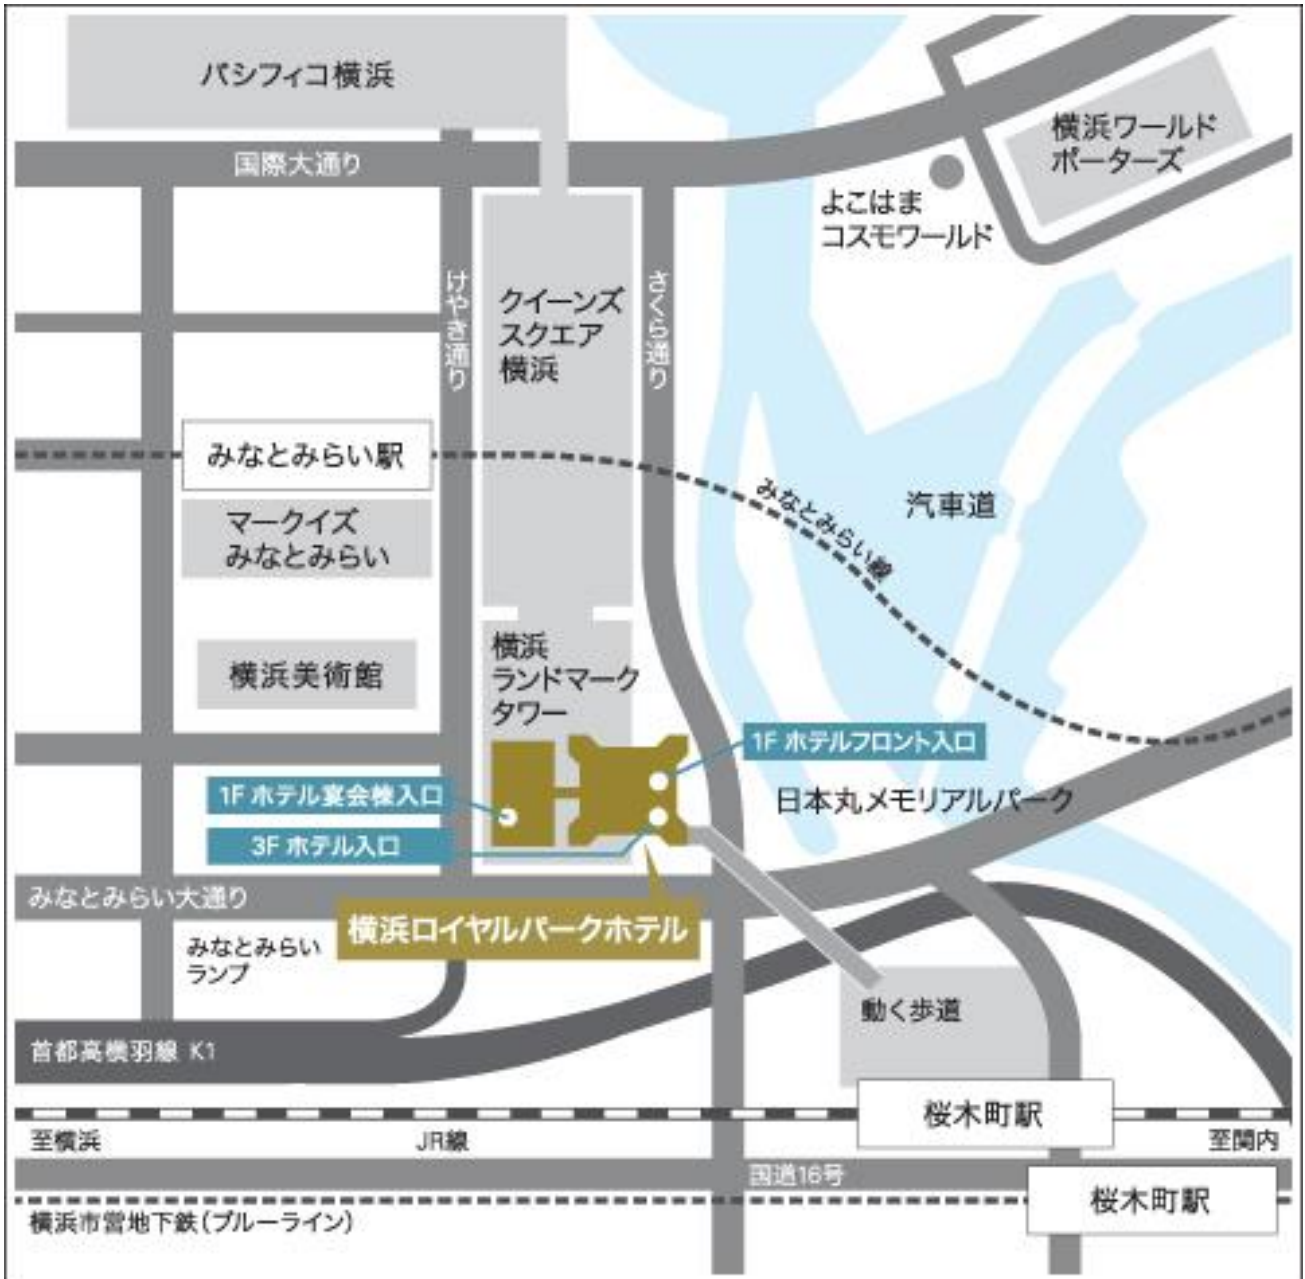 パシフィコ横浜
国際大通り
横浜ワールド
ポーターズ
よこはま
コスモワールド
けやき通り
クイーンズ
スクエア
横浜
さくら通り
みなとみらい駅
マークイズ
みなとみらい
みなとみらい線
汽車道
横浜美術館
横浜
ランドマーク
タワー
1F ホテルフロント入口
1F ホテル宴会棟入口
3F ホテル入口
日本丸メモリアルパーク
みなとみらい大通り
横浜ロイヤルパークホテル
みなとみらい
ランプ
動く歩道
首都高横羽線 K1
桜木町駅
至横浜
JR線
至関内
国道16号
桜木町駅
横浜市営地下鉄(ブルーライン)